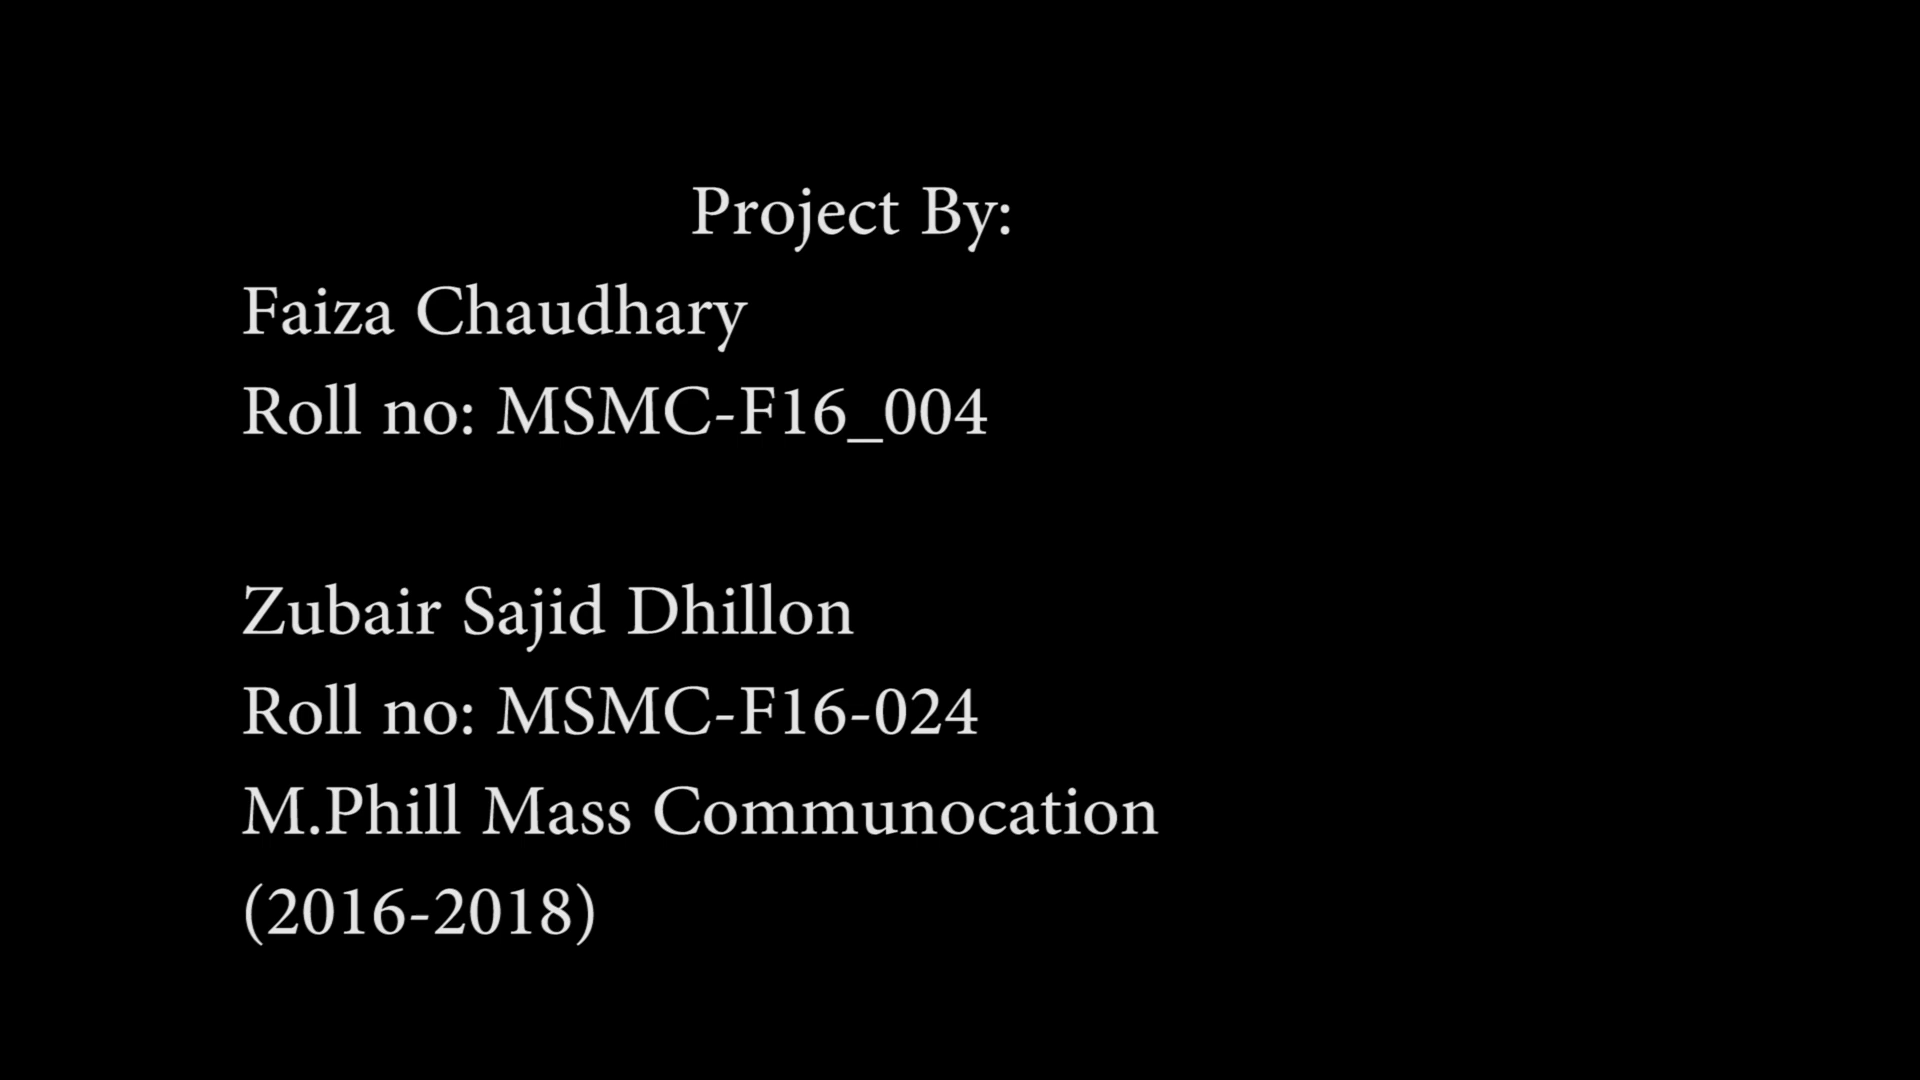 Project By:
Faiza Chaudhary
Roll no: MSMC-F16_004
Zubair Sajid Dhillon
Roll no: MSMC-F16-024
M.Phill Mass Communocation
(2016-2018)